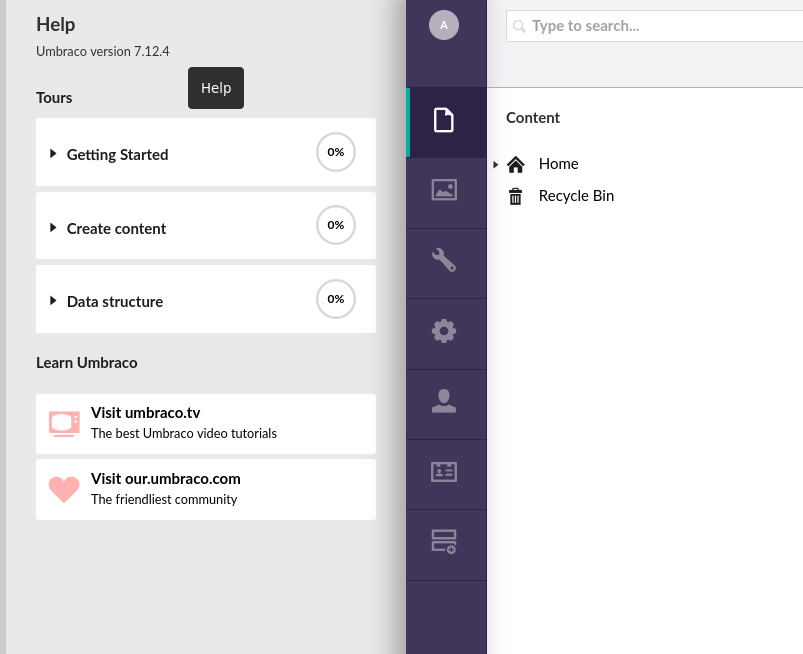 Help
Umbraco version 7.12.4
Help
Tours
Getting Started
0%
Create content
0%
Data structure
0%
Learn Umbraco
Visit umbraco.tv
The best Umbraco video tutorials
Visit our.umbraco.com
The friendliest community
A
Type to search...
Content
Home
Recycle Bin